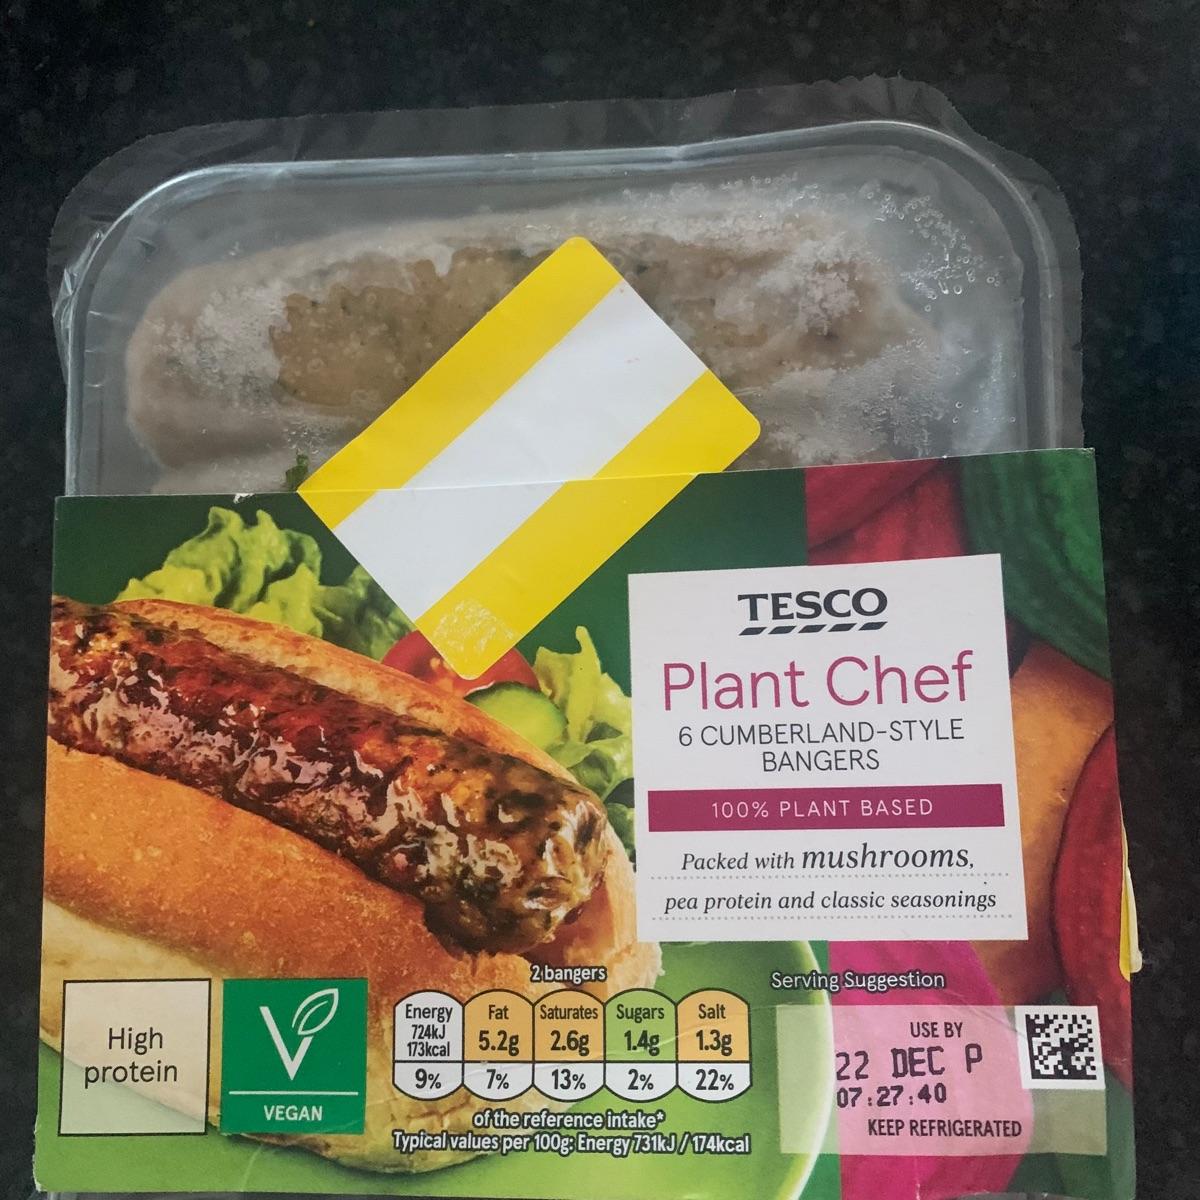 TESCO
Plant Chef
6 CUMBERLAND-STYLE
BANGERS
100% PLANT BASED
Packed with mushrooms,
pea protein and classic seasonings
High
protein
VEGAN
2 bangers
Energy 724kJ 173kcal 9%
Fat 5.2g 7%
Saturates 2.6g 13%
Sugars 1.4g 2%
Salt 1.3g 22%
of the reference intake*
Typical values per 100g: Energy 731kJ / 174kcal
Serving Suggestion
USE BY
22 DEC P
07:27:40
KEEP REFRIGERATED